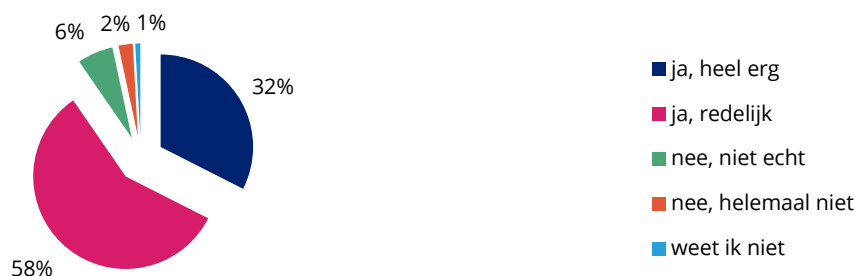 6%
2%
1%
32%
58%
ja, heel erg
ja, redelijk
nee, niet echt
nee, helemaal niet
weet ik niet